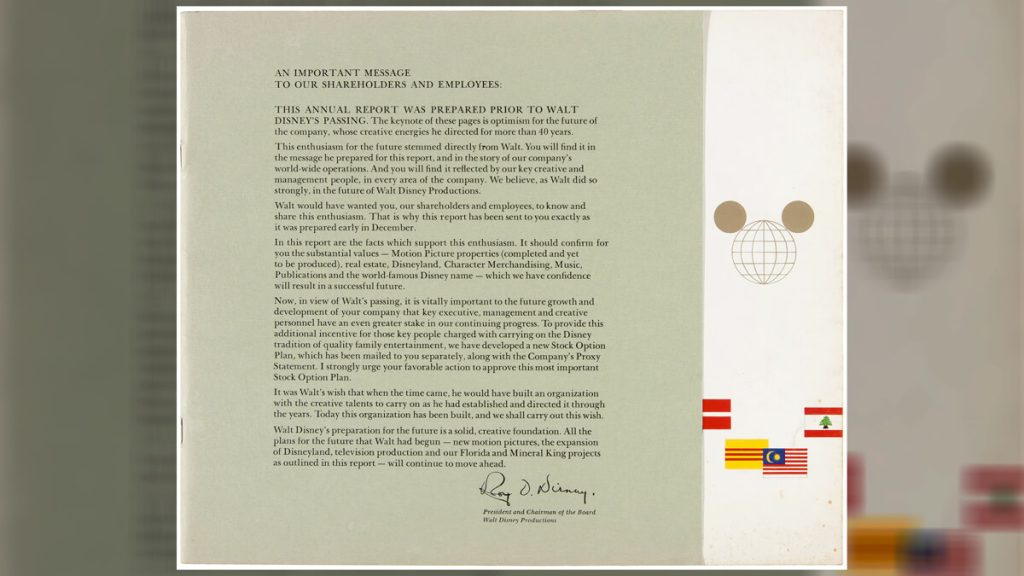 AN IMPORTANT MESSAGE
TO OUR SHAREHOLDERS AND EMPLOYEES:
THIS ANNUAL REPORT WAS PREPARED PRIOR TO WALT
DISNEY'S PASSING. The keynote of these pages is optimism for the future of
the company, whose creative energies he directed for more than 40 years.
This enthusiasm for the future stemmed directly from Walt. You will find it in
the message he prepared for this report, and in the story of our company's
world-wide operations. And you will find it reflected by our key creative and
management people, in every area of the company. We believe, as Walt did so
strongly, in the future of Walt Disney Productions.
Walt would have wanted you, our shareholders and employees, to know and
share this enthusiasm. That is why this report has been sent to you exactly as
it was prepared early in December.
In this report are the facts which support this enthusiasm. It should confirm for
you the substantial values — Motion Picture properties (completed and yet
to be produced), real estate, Disneyland, Character Merchandising, Music,
Publications and the world-famous Disney name — which we have confidence
will result in a successful future.
Now, in view of Walt's passing, it is vitally important to the future growth and
development of your company that key executive, management and creative
personnel have an even greater stake in our continuing progress. To provide this
additional incentive for those key people charged with carrying on the Disney
tradition of quality family entertainment, we have developed a new Stock Option
Plan, which has been mailed to you separately, along with the Company's Proxy
Statement. I strongly urge your favorable action to approve this most important
Stock Option Plan.
It was Walt's wish that when the time came, he would have built an organization
with the creative talents to carry on as he had established and directed it through
the years. Today this organization has been built, and we shall carry out this wish.
Walt Disney's preparation for the future is a solid, creative foundation. All the
plans for the future that Walt had begun — new motion pictures, the expansion
of Disneyland, television production and our Florida and Mineral King projects
as outlined in this report — will continue to move ahead.
Roy O. Disney.
President and Chairman of the Board
Walt Disney Productions